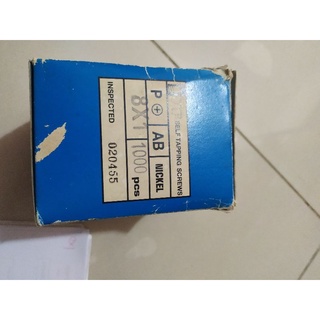 SELF TAPPING SCREWS
P AB NICKEL
8X1 1000 pcs
INSPECTED 020455